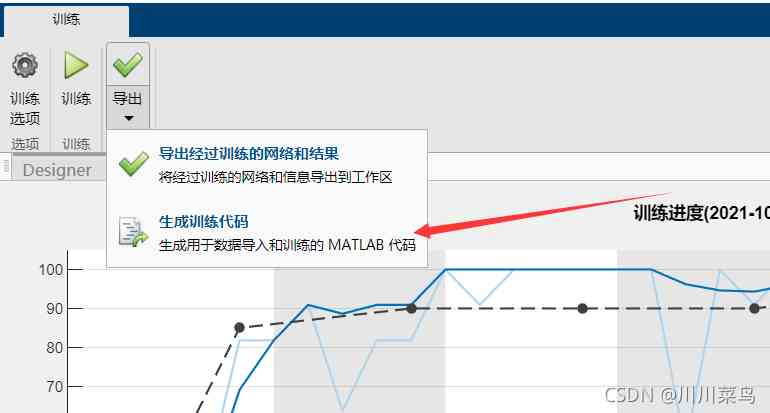 训练
训练
选项
训练
导出
选项
训练
导出经过训练的网络和结果
将经过训练的网络和信息导出到工作区
Designer
生成训练代码
生成用于数据导入和训练的 MATLAB 代码
训练进度(2021-10
100
90
80
70
CSDN @川川菜鸟